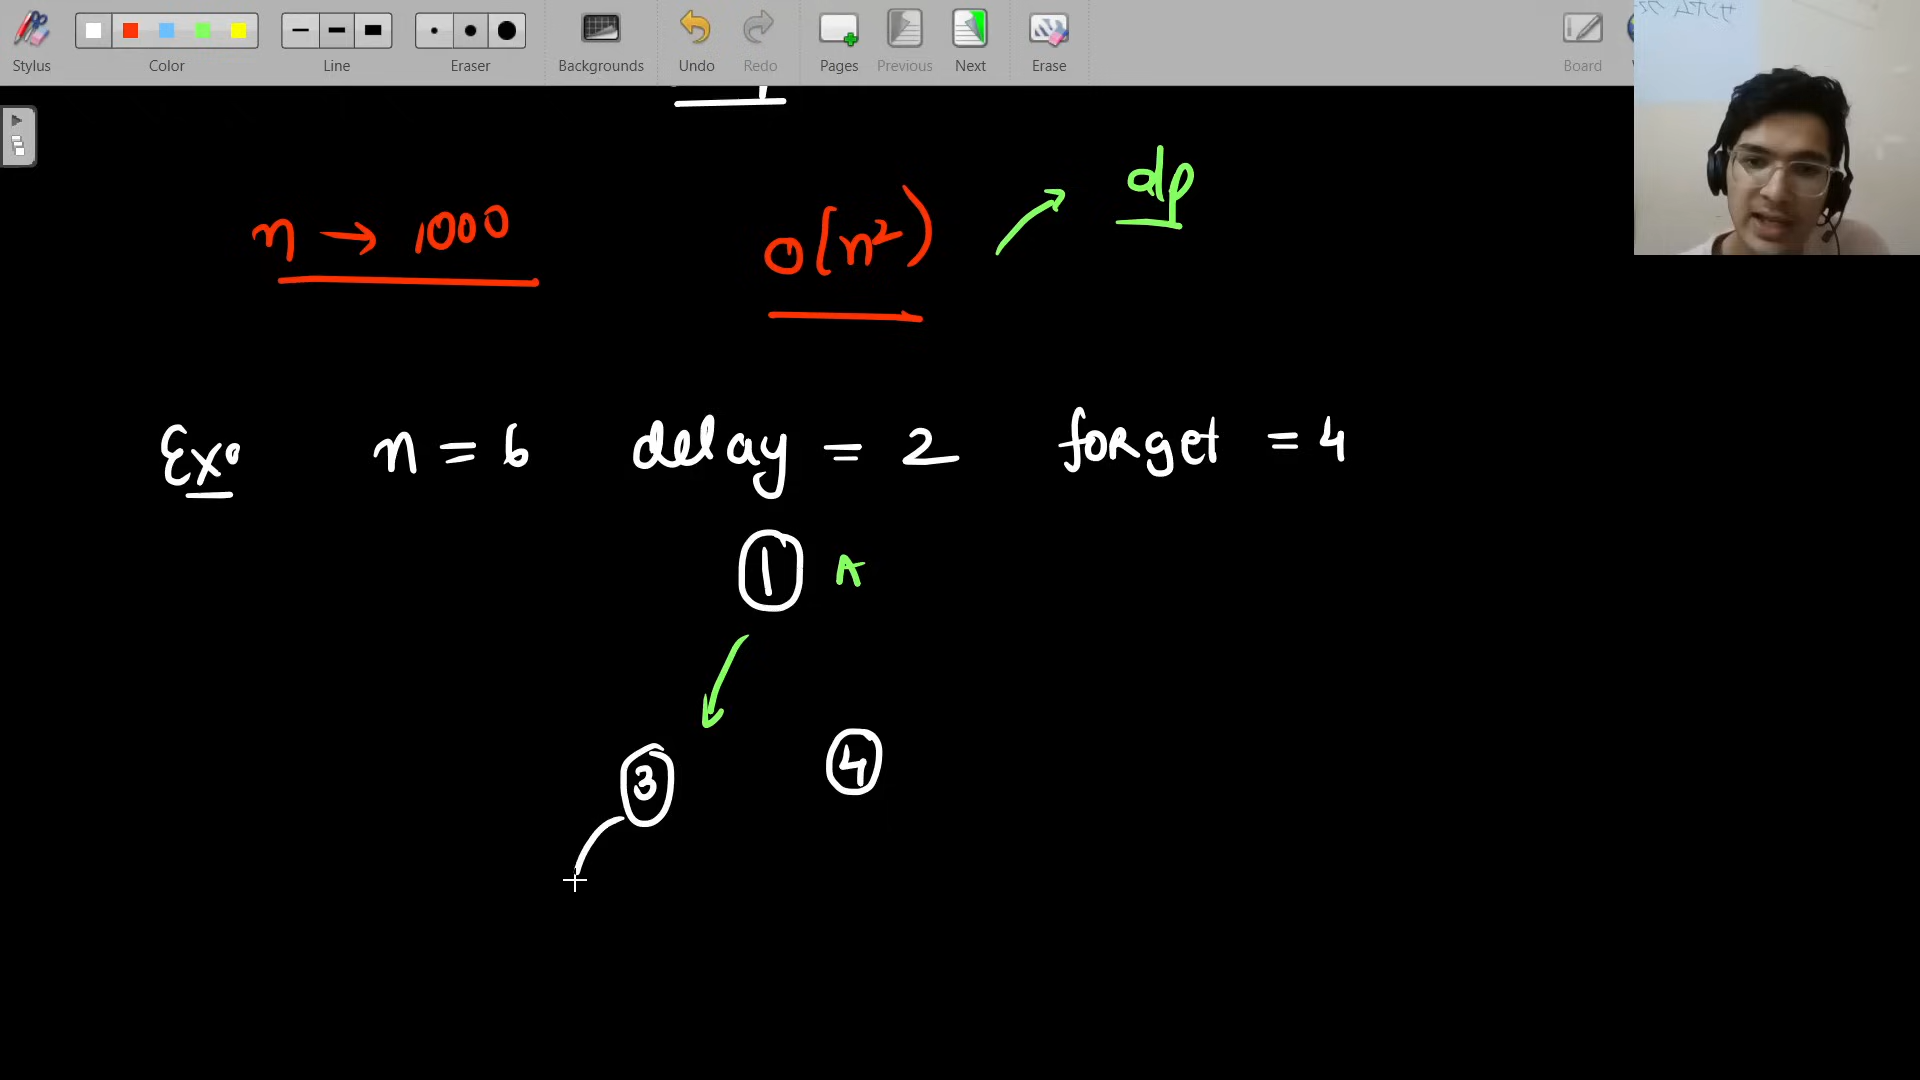 Stylus Color Line Eraser Backgrounds Undo Redo Pages Previous Next Erase Board
n → 1000 O(n²) dp
Ex. n = 6 delay = 2 forget = 4
1 A
3 4